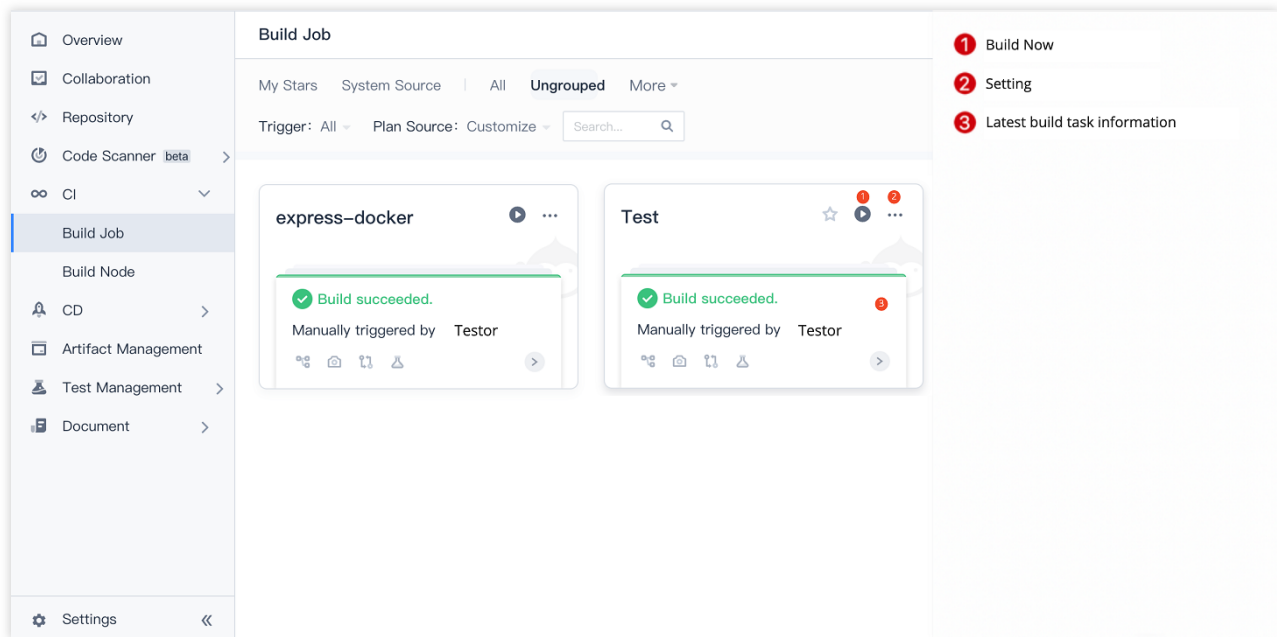 Overview
Collaboration
Repository
Code Scanner beta
CI
Build Job
Build Node
CD
Artifact Management
Test Management
Document
Settings
Build Job
My Stars System Source All Ungrouped More
Trigger: All Plan Source: Customize Search...
express-docker
Build succeeded.
Manually triggered by Testor
Test
1 2
Build succeeded.
3
Manually triggered by Testor
1 Build Now
2 Setting
3 Latest build task information